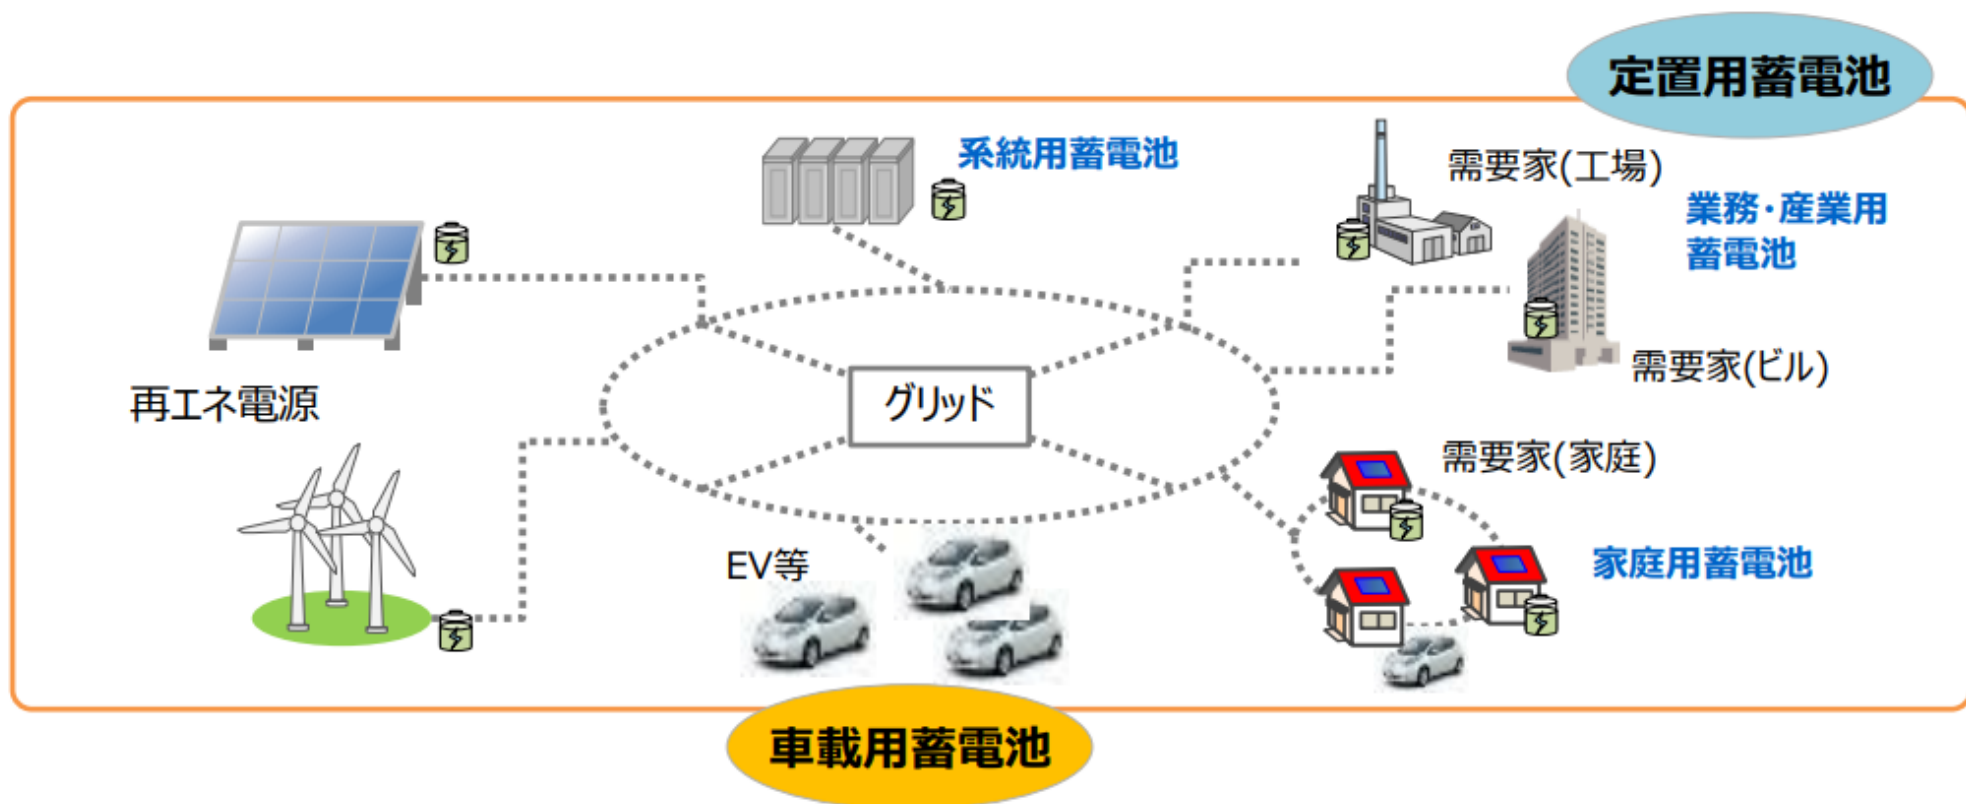 定置用蓄電池
系統用蓄電池
需要家(工場)
業務・産業用
蓄電池
需要家(ビル)
再エネ電源
グリッド
需要家(家庭)
EV等
家庭用蓄電池
車載用蓄電池